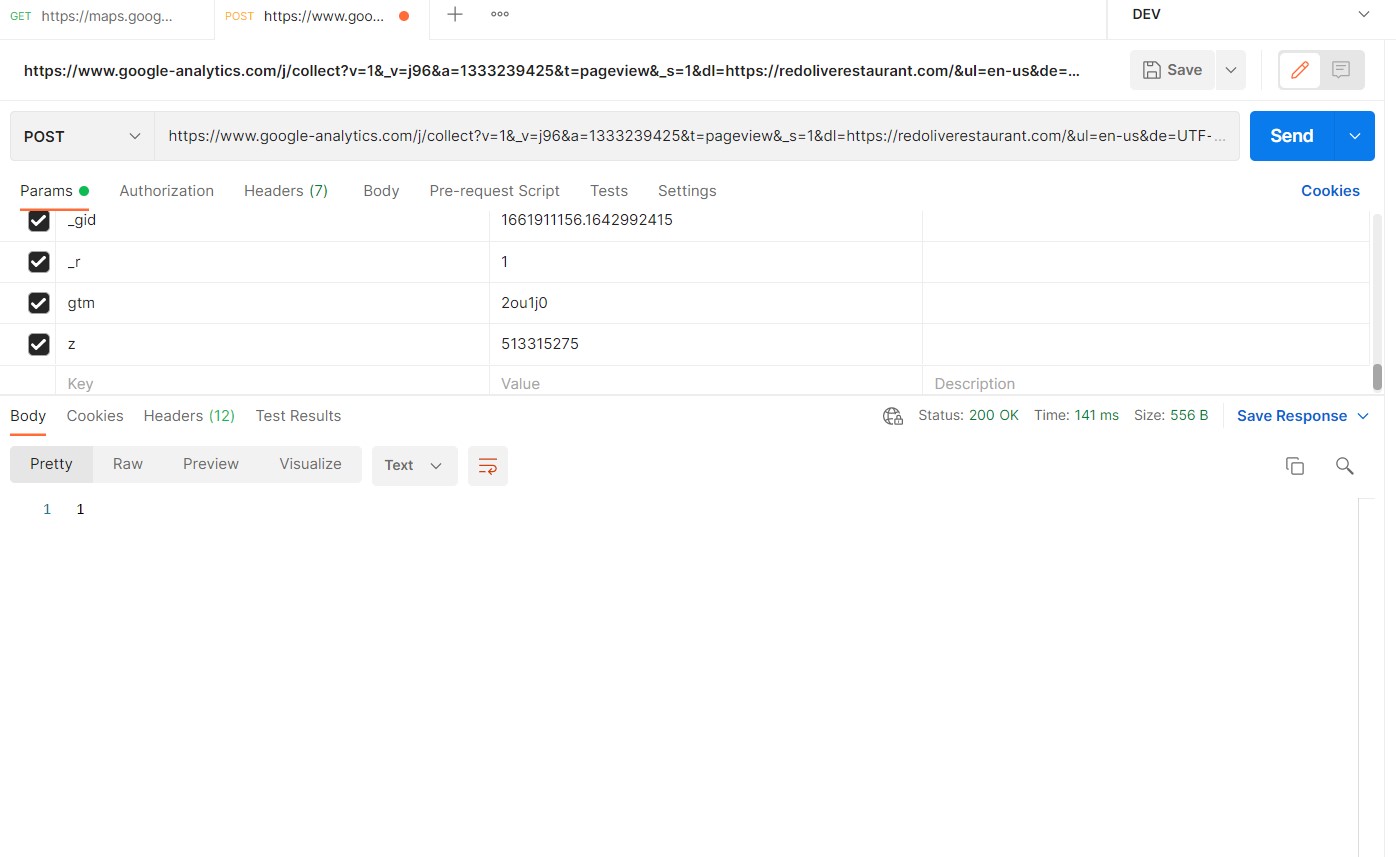 GET https://maps.goog... POST https://www.goo... DEV
https://www.google-analytics.com/j/collect?v=1&_v=j96&a=1333239425&t=pageview&_s=1&dl=https://redoliverestaurant.com/&ul=en-us&de=... Save
POST https://www.google-analytics.com/j/collect?v=1&_v=j96&a=1333239425&t=pageview&_s=1&dl=https://redoliverestaurant.com/&ul=en-us&de=UTF-... Send
Params Authorization Headers (7) Body Pre-request Script Tests Settings Cookies
_gid 1661911156.1642992415
_r 1
gtm 2ou1j0
z 513315275
Key Value Description
Body Cookies Headers (12) Test Results Status: 200 OK Time: 141 ms Size: 556 B Save Response
Pretty Raw Preview Visualize Text
1 1